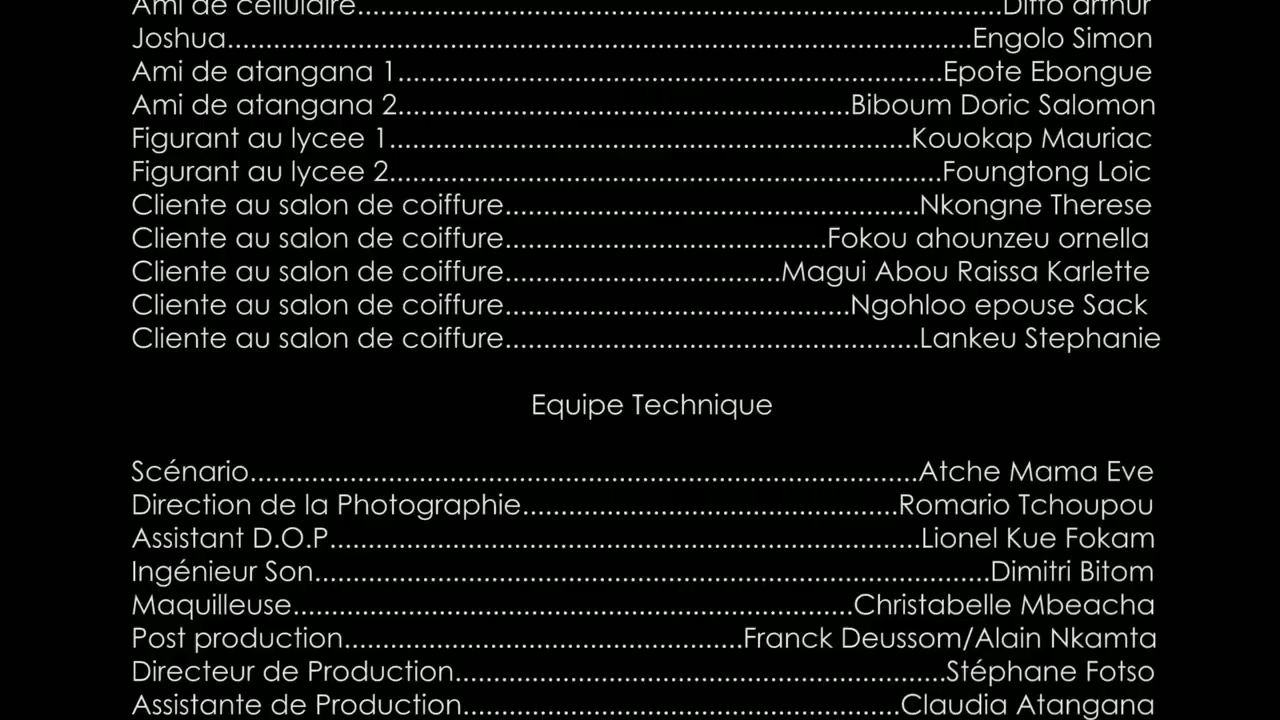 Ami de cellulaire..................................................................................Ditto arthur
Joshua...............................................................................................Engolo Simon
Ami de atangana 1......................................................................Epote Ebongue
Ami de atangana 2..........................................................Biboum Doric Salomon
Figurant au lycee 1....................................................................Kouokap Mauriac
Figurant au lycee 2........................................................................Foungtong Loic
Cliente au salon de coiffure......................................................Nkongne Therese
Cliente au salon de coiffure..........................................Fokou ahounzeu ornella
Cliente au salon de coiffure....................................Magui Abou Raissa Karlette
Cliente au salon de coiffure.............................................Ngohloo epouse Sack
Cliente au salon de coiffure......................................................Lankeu Stephanie
Equipe Technique
Scénario.......................................................................................Atche Mama Eve
Direction de la Photographie.................................................Romario Tchoupou
Assistant D.O.P.............................................................................Lionel Kue Fokam
Ingénieur Son........................................................................................Dimitri Bitom
Maquilleuse.........................................................................Christabelle Mbeacha
Post production....................................................Franck Deussom/Alain Nkamta
Directeur de Production................................................................Stéphane Fotso
Assistante de Production.........................................................Claudia Atangana